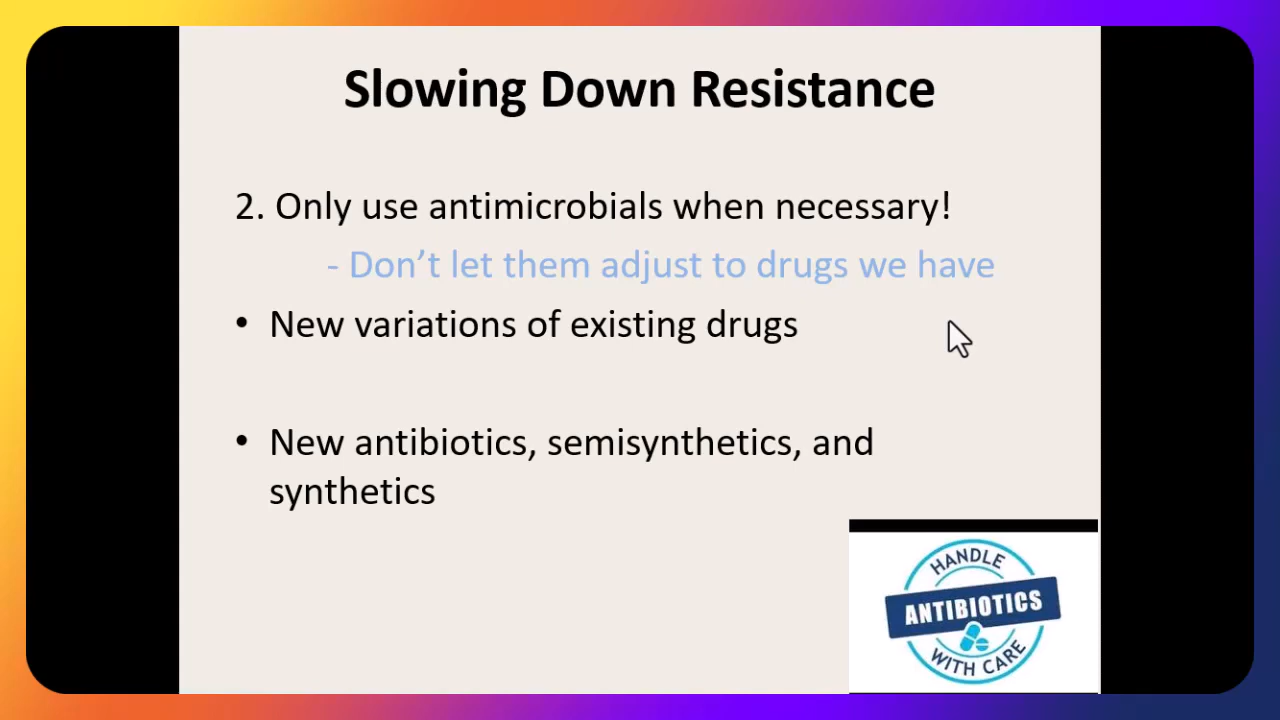 Slowing Down Resistance
2. Only use antimicrobials when necessary!
- Don’t let them adjust to drugs we have
• New variations of existing drugs
• New antibiotics, semisynthetics, and
synthetics
HANDLE
ANTIBIOTICS
WITH CARE